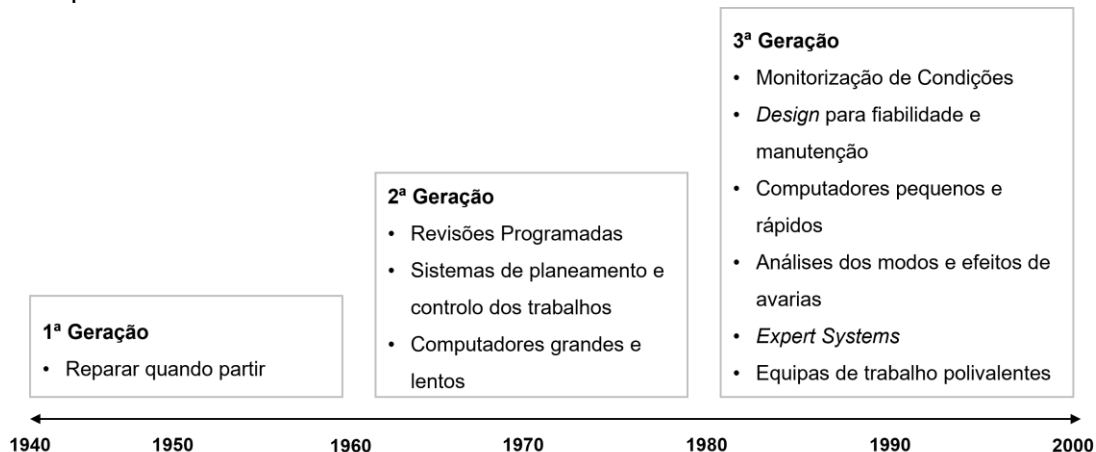 3ª Geração
• Monitorização de Condições
• Design para fiabilidade e
manutenção
• Computadores pequenos e
rápidos
• Análises dos modos e efeitos de
avarias
• Expert Systems
• Equipas de trabalho polivalentes
2ª Geração
• Revisões Programadas
• Sistemas de planeamento e
controlo dos trabalhos
• Computadores grandes e
lentos
1ª Geração
• Reparar quando partir
1940 1950 1960 1970 1980 1990 2000